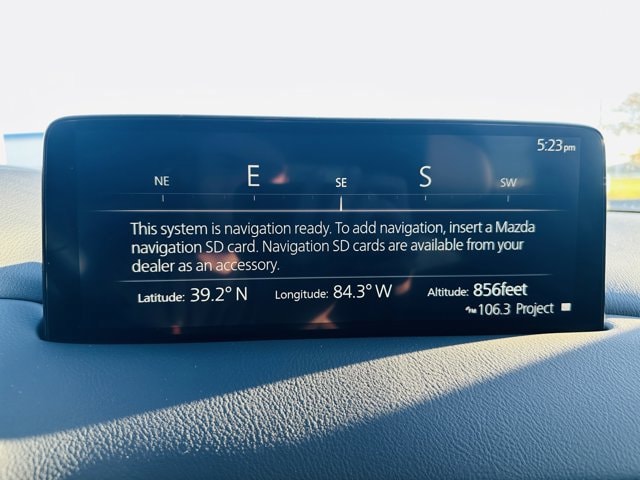 5:23pm
NE E SE S SW
This system is navigation ready. To add navigation, insert a Mazda
navigation SD card. Navigation SD cards are available from your
dealer as an accessory.
Latitude: 39.2° N Longitude: 84.3° W Altitude: 856feet
106.3 Project